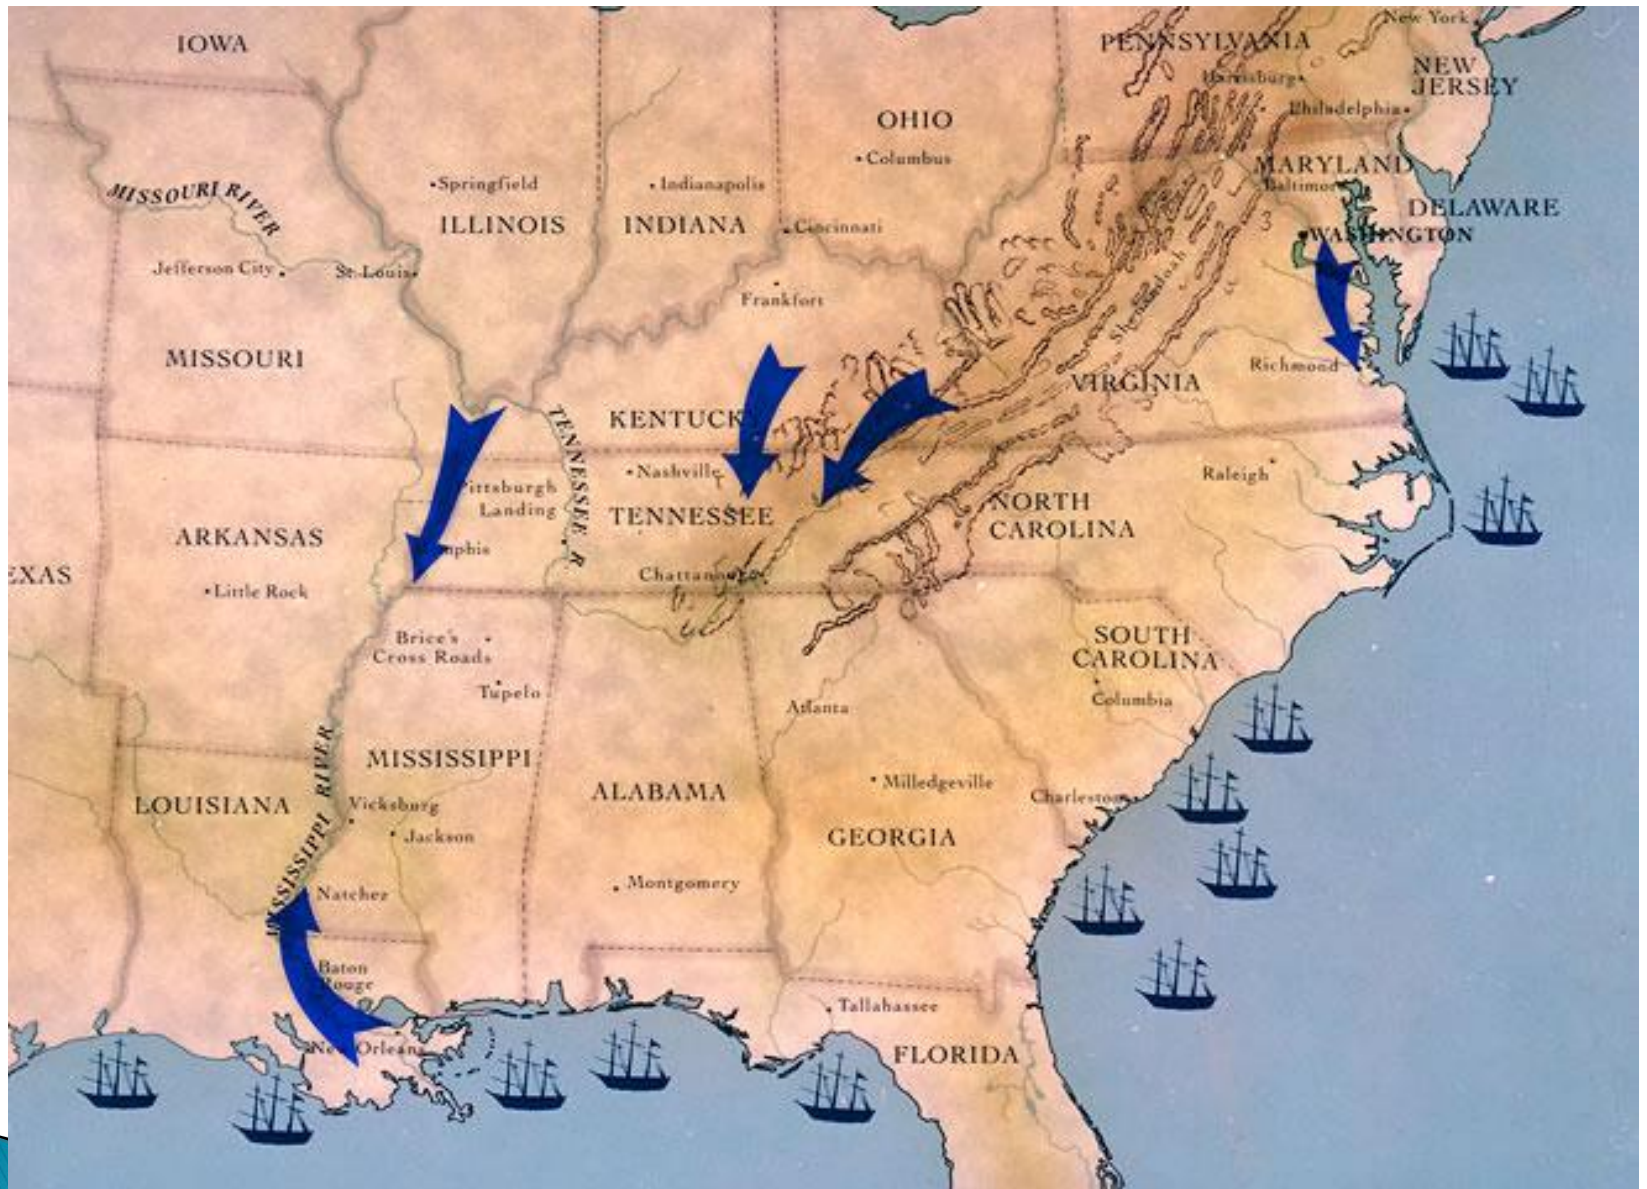 IOWA
PENNSYLVANIA
New York
Harrisburg
NEW
JERSEY
Philadelphia
OHIO
Columbus
MARYLAND
Baltimore
DELAWARE
WASHINGTON
MISSOURI RIVER
Springfield
ILLINOIS
Indianapolis
INDIANA
Cincinnati
Jefferson City
St. Louis
Frankfort
Shenandoah
MISSOURI
Richmond
VIRGINIA
KENTUCKY
TENNESSEE R
Nashville
Pittsburgh
Landing
TENNESSEE
Raleigh
NORTH
CAROLINA
ARKANSAS
Memphis
EXAS
Little Rock
Chattanooga
Brice's
Cross Roads
Tupelo
SOUTH
CAROLINA
Columbia
Atlanta
MISSISSIPPI RIVER
MISSISSIPPI
ALABAMA
Milledgeville
Charleston
LOUISIANA
Vicksburg
Jackson
GEORGIA
Natchez
Montgomery
Baton
Rouge
Tallahassee
New Orleans
FLORIDA